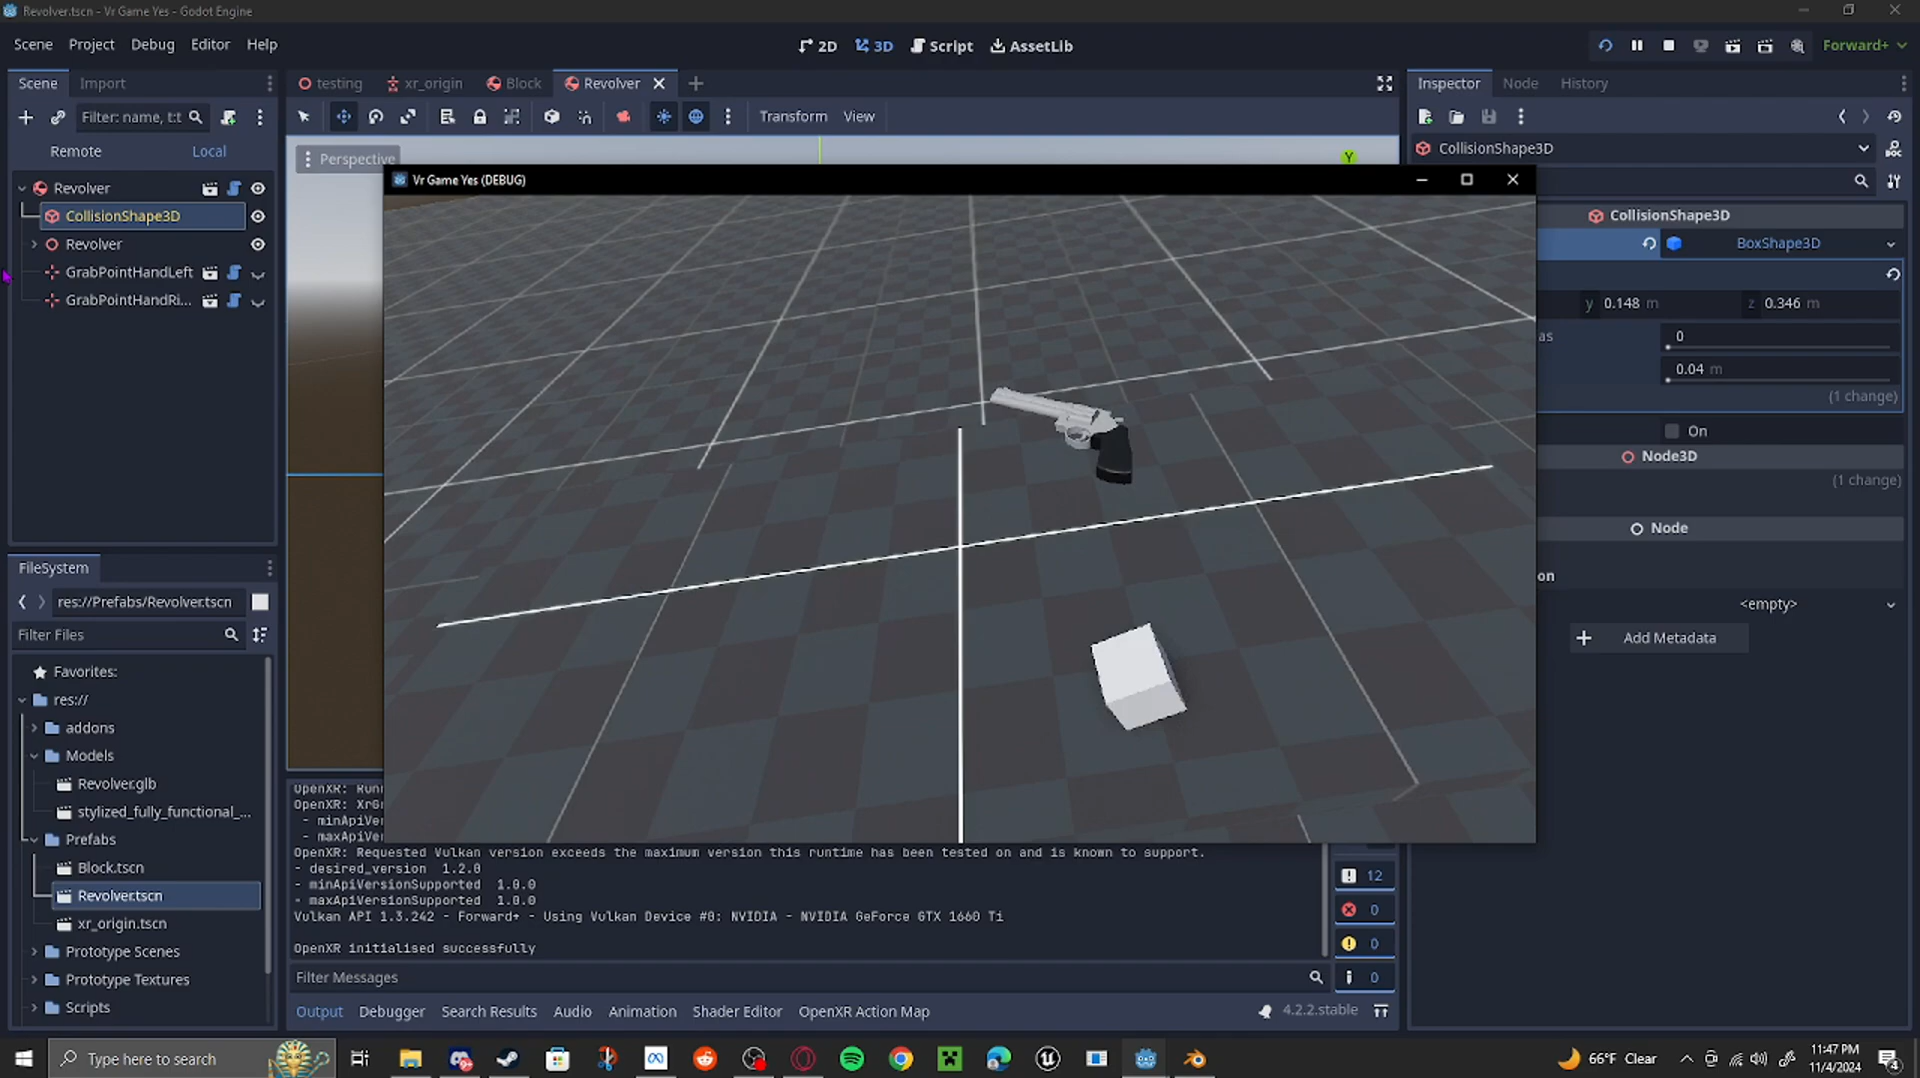 Revolver.tscn - Vr Game Yes - Godot Engine
Scene Project Debug Editor Help
2D 3D Script AssetLib
Forward+
Scene Import
testing xr_origin Block Revolver
Inspector Node History
Filter: name, t:t
Transform View
Remote Local
Perspective
Y
CollisionShape3D
Vr Game Yes (DEBUG)
Revolver
CollisionShape3D
Revolver
GrabPointHandLeft
GrabPointHandRi...
CollisionShape3D
BoxShape3D
y 0.148 m z 0.346 m
as 0
0.04 m
(1 change)
On
Node3D
(1 change)
Node
on
<empty>
Add Metadata
FileSystem
res://Prefabs/Revolver.tscn
Filter Files
Favorites:
res://
addons
Models
Revolver.glb
stylized_fully_functional_...
Prefabs
Block.tscn
Revolver.tscn
xr_origin.tscn
Prototype Scenes
Prototype Textures
Scripts
OpenXR: Run
OpenXR: XrGr
- minApiVer
- maxApiVer
OpenXR: Requested Vulkan version exceeds the maximum version this runtime has been tested on and is known to support.
- desired_version 1.2.0
- minApiVersionSupported 1.0.0
- maxApiVersionSupported 1.0.0
Vulkan API 1.3.242 - Forward+ - Using Vulkan Device #0: NVIDIA - NVIDIA GeForce GTX 1660 Ti
OpenXR initialised successfully
12
0
0
0
Filter Messages
Output Debugger Search Results Audio Animation Shader Editor OpenXR Action Map
4.2.2.stable
Type here to search
66°F Clear
11:47 PM
11/4/2024
4